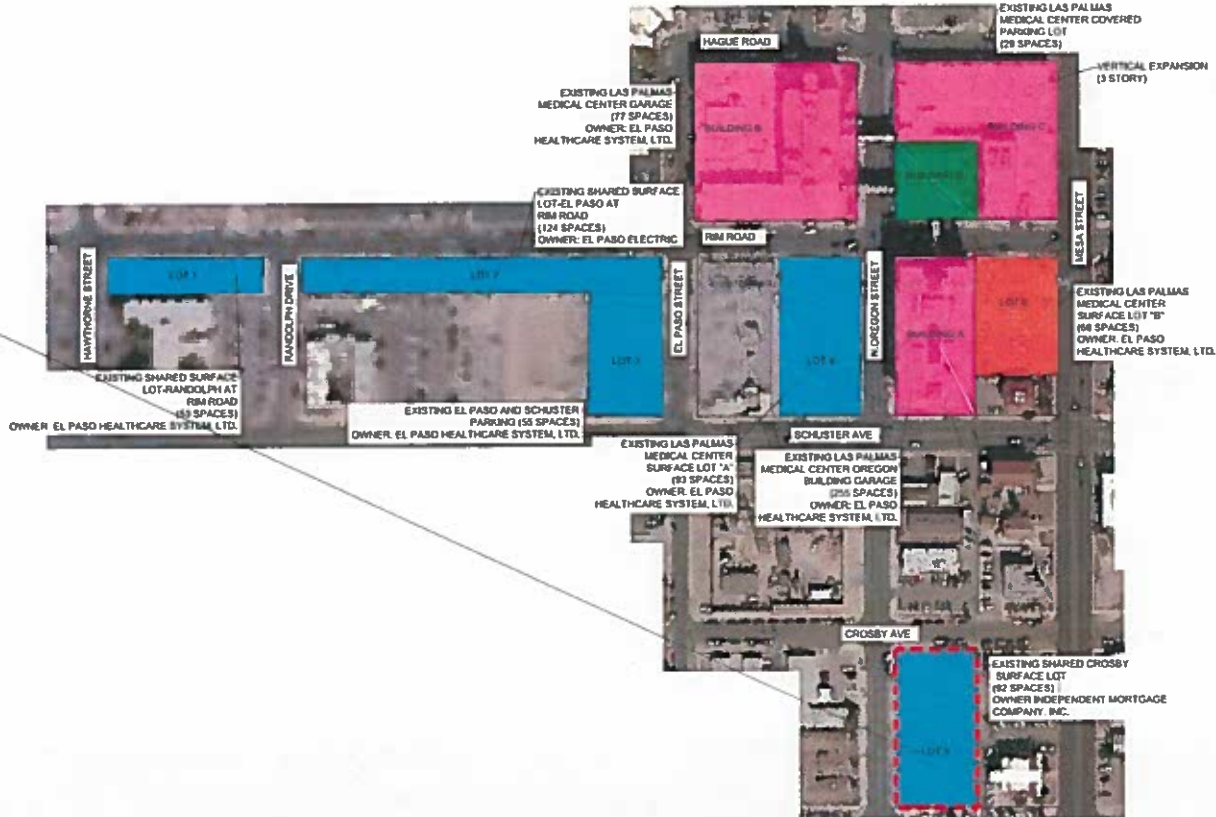 EXISTING LAS PALMAS
MEDICAL CENTER COVERED
PARKING LOT
(29 SPACES)
HAGUE ROAD
VERTICAL EXPANSION
(3 STORY)
EXISTING LAS PALMAS
MEDICAL CENTER GARAGE
(77 SPACES)
OWNER: EL PASO
HEALTHCARE SYSTEM, LTD.
BUILDING B
BUILDING C
EXISTING SHARED SURFACE
LOT-EL PASO AT
RIM ROAD
(124 SPACES)
OWNER: EL PASO ELECTRIC
RIM ROAD
MESA STREET
HAWTHORNE STREET
LOT 1
RANDOLPH DRIVE
LOT 2
EL PASO STREET
N.OREGON STREET
BUILDING A
EXISTING LAS PALMAS
MEDICAL CENTER
SURFACE LOT "B"
(68 SPACES)
OWNER: EL PASO
HEALTHCARE SYSTEM, LTD.
LOT 3
EXISTING SHARED SURFACE
LOT-RANDOLPH AT
RIM ROAD
(53 SPACES)
OWNER EL PASO HEALTHCARE SYSTEM, LTD.
EXISTING EL PASO AND SCHUSTER
PARKING (55 SPACES)
OWNER: EL PASO HEALTHCARE SYSTEM, LTD.
SCHUSTER AVE
EXISTING LAS PALMAS
MEDICAL CENTER
SURFACE LOT "A"
(93 SPACES)
OWNER: EL PASO
HEALTHCARE SYSTEM, LTD.
EXISTING LAS PALMAS
MEDICAL CENTER OREGON
BUILDING GARAGE
(255 SPACES)
OWNER: EL PASO
HEALTHCARE SYSTEM, LTD.
CROSBY AVE
EXISTING SHARED CROSBY
SURFACE LOT
(92 SPACES)
OWNER INDEPENDENT MORTGAGE
COMPANY, INC.
LOT